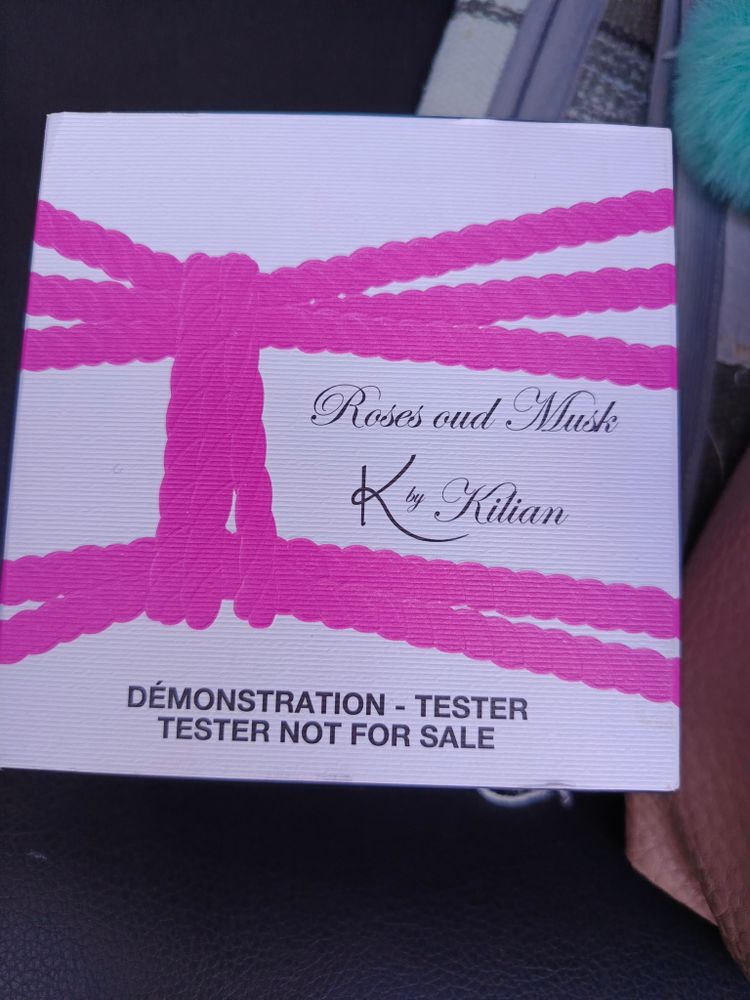 Roses oud Musk
K by Kilian
DÉMONSTRATION - TESTER
TESTER NOT FOR SALE